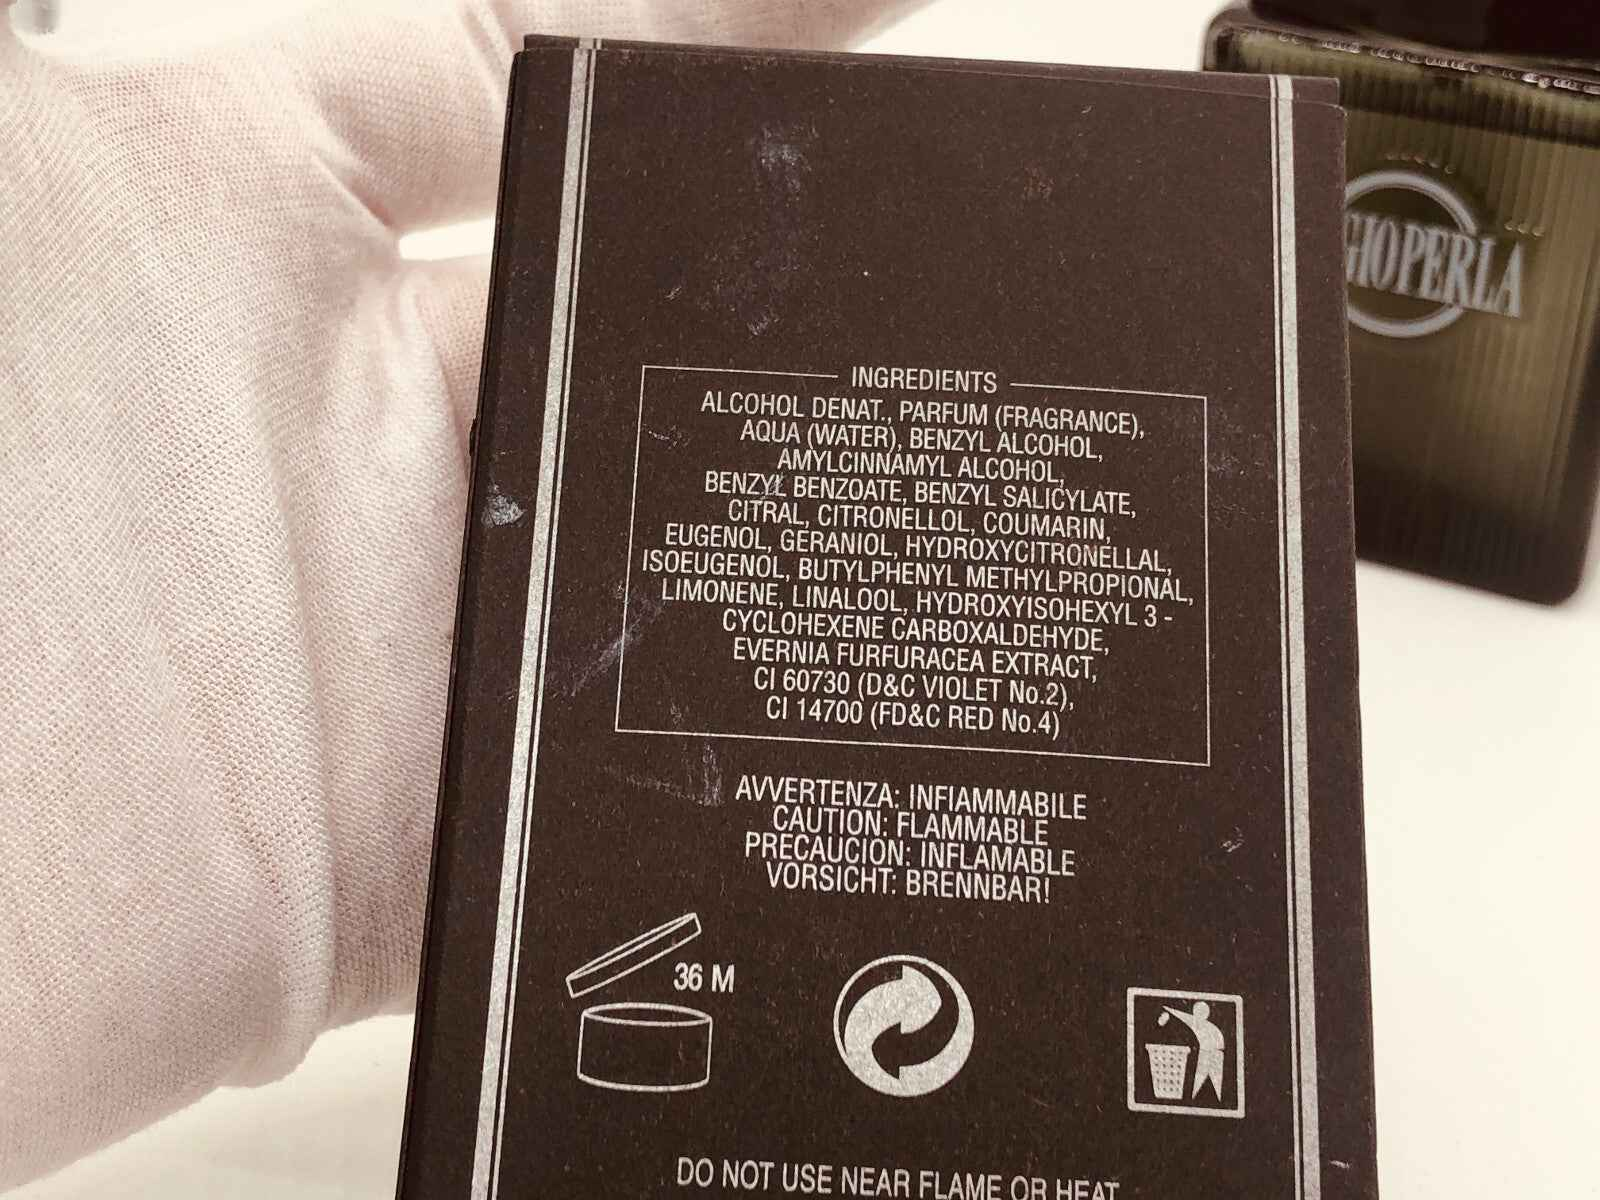 GIOPERLA
INGREDIENTS
ALCOHOL DENAT., PARFUM (FRAGRANCE),
AQUA (WATER), BENZYL ALCOHOL,
AMYLCINNAMYL ALCOHOL,
BENZYL BENZOATE, BENZYL SALICYLATE,
CITRAL, CITRONELLOL, COUMARIN,
EUGENOL, GERANIOL, HYDROXYCITRONELLAL,
ISOEUGENOL, BUTYLPHENYL METHYLPROPIONAL,
LIMONENE, LINALOOL, HYDROXYISOHEXYL 3 -
CYCLOHEXENE CARBOXALDEHYDE,
EVERNIA FURFURACEA EXTRACT,
CI 60730 (D&C VIOLET No.2),
CI 14700 (FD&C RED No.4)
AVVERTENZA: INFIAMMABILE
CAUTION: FLAMMABLE
PRECAUCION: INFLAMABLE
VORSICHT: BRENNBAR!
36 M
DO NOT USE NEAR FLAME OR HEAT